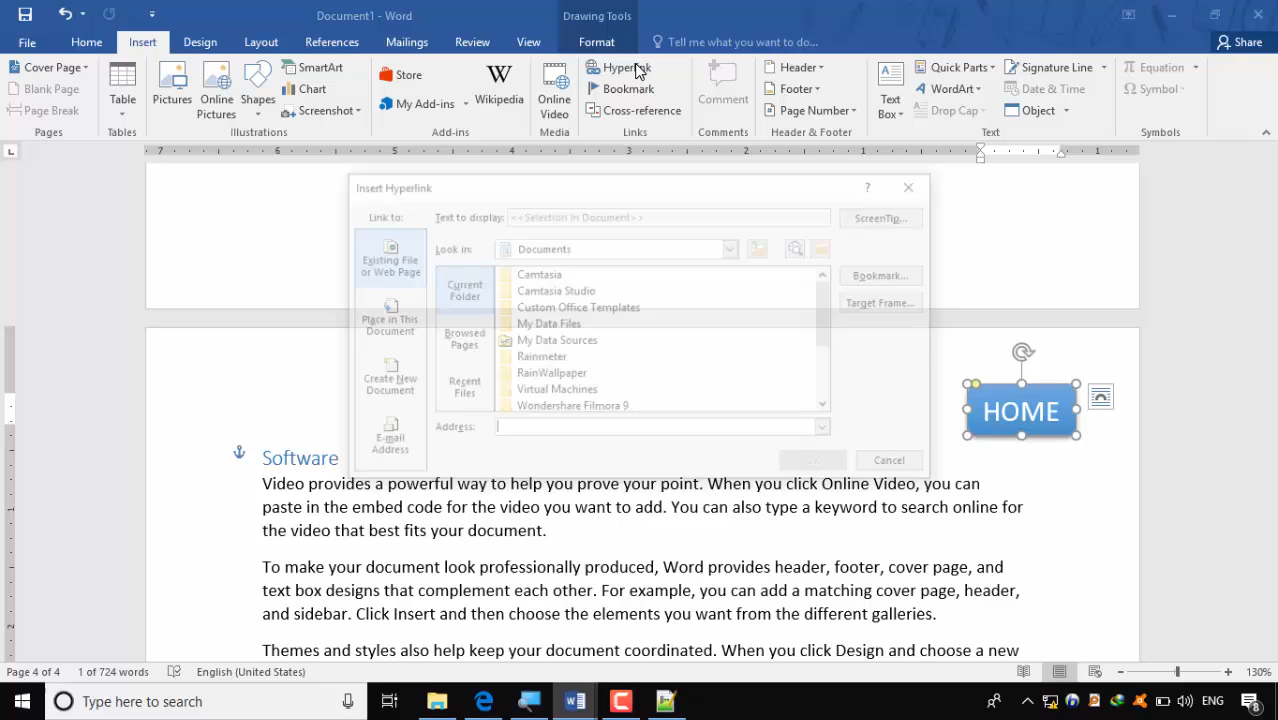 Document1 - Word
Drawing Tools
File Home Insert Design Layout References Mailings Review View Format Tell me what you want to do... Share
Cover Page
Blank Page
Page Break
Pages
Table
Tables
Pictures
Online Pictures
Shapes
SmartArt
Chart
Screenshot
Illustrations
Store
My Add-ins
Wikipedia
Add-ins
Online Video
Media
Hyperlink
Bookmark
Cross-reference
Links
Comment
Comments
Header
Footer
Page Number
Header & Footer
Text Box
Quick Parts
WordArt
Drop Cap
Signature Line
Date & Time
Object
Text
Equation
Symbol
Symbols
7 6 5 4 3 2 1 1
Insert Hyperlink ?
Link to: Text to display: <<Selection in Document>> ScreenTip...
Existing File or Web Page
Place in This Document
Create New Document
E-mail Address
Look in: Documents
Current Folder
Browsed Pages
Recent Files
Camtasia
Camtasia Studio
Custom Office Templates
My Data Files
My Data Sources
Rainmeter
RainWallpaper
Virtual Machines
Wondershare Filmora 9
Bookmark...
Target Frame...
Address:
Cancel
HOME
Software
Video provides a powerful way to help you prove your point. When you click Online Video, you can
paste in the embed code for the video you want to add. You can also type a keyword to search online for
the video that best fits your document.
To make your document look professionally produced, Word provides header, footer, cover page, and
text box designs that complement each other. For example, you can add a matching cover page, header,
and sidebar. Click Insert and then choose the elements you want from the different galleries.
Themes and styles also help keep your document coordinated. When you click Design and choose a new
1
2
Page 4 of 4 1 of 724 words English (United States) 130%
Type here to search ENG 8